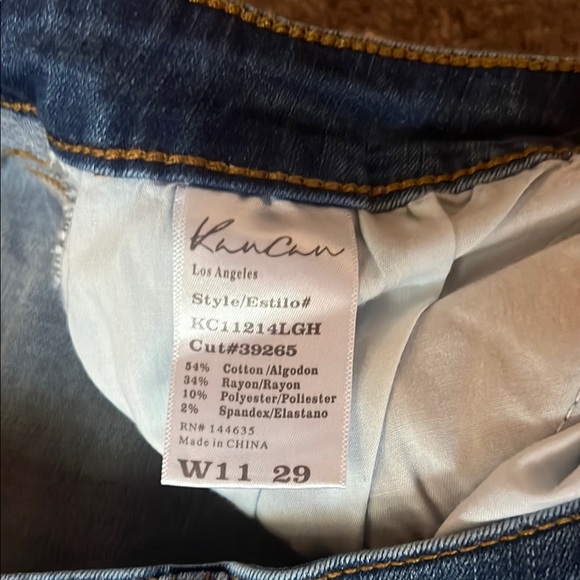 KanCan
Los Angeles
Style/Estilo#
KC11214LGH
Cut#39265
54% Cotton/Algodon
34% Rayon/Rayon
10% Polyester/Poliester
2% Spandex/Elastano
RN# 144635
Made in CHINA
W11 29